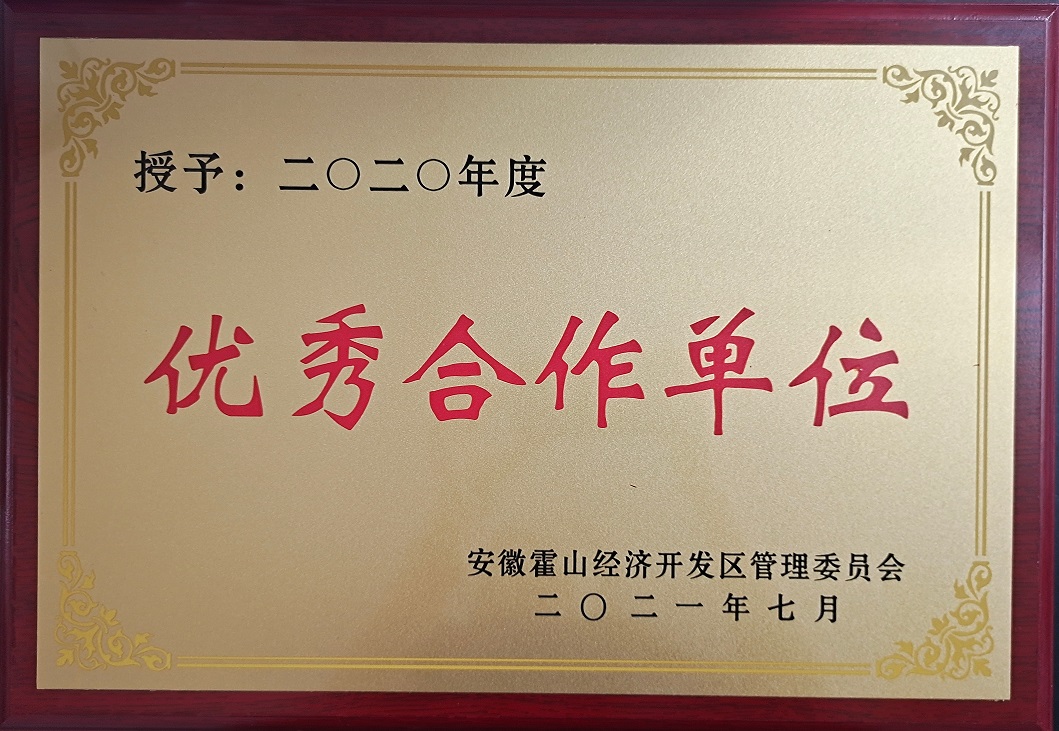 授予：二〇二〇年度
优秀合作单位
安徽霍山经济开发区管理委员会
二〇二一年七月